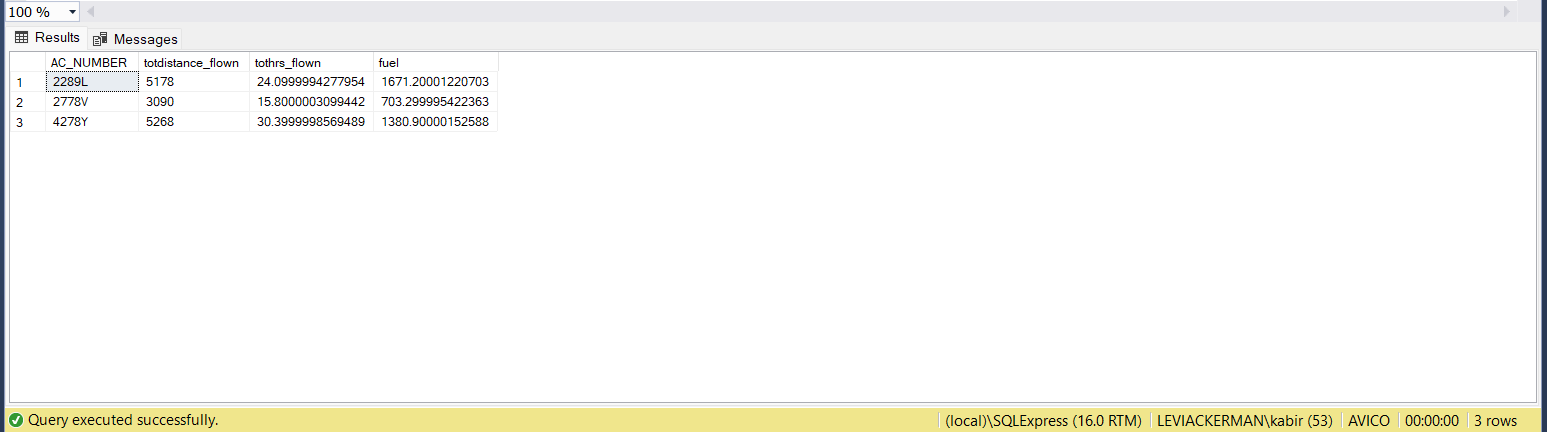 100 %
Results Messages
AC_NUMBER totdistance_flown tothrs_flown fuel
1 2289L 5178 24.0999994277954 1671.20001220703
2 2778V 3090 15.8000003099442 703.299995422363
3 4278Y 5268 30.3999998569489 1380.90000152588
Query executed successfully. (local)\SQLExpress (16.0 RTM) LEVIACKERMAN\kabir (53) AVICO 00:00:00 3 rows